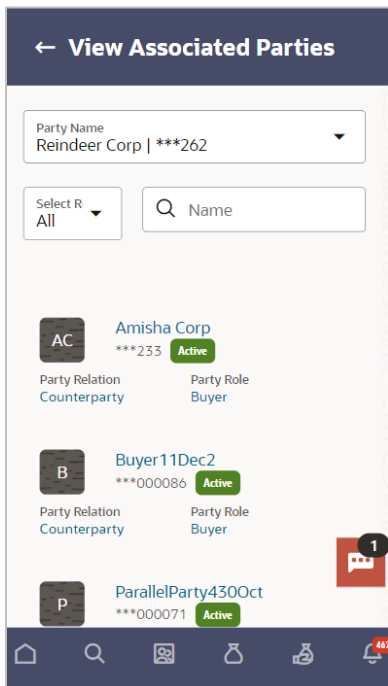 ← View Associated Parties
Party Name
Reindeer Corp | ***262
Select R
All
Name
AC
Amisha Corp
***233 Active
Party Relation Party Role
Counterparty Buyer
B
Buyer11Dec2
***000086 Active
Party Relation Party Role
Counterparty Buyer
1
P
ParallelParty430Oct
***000071 Active
467